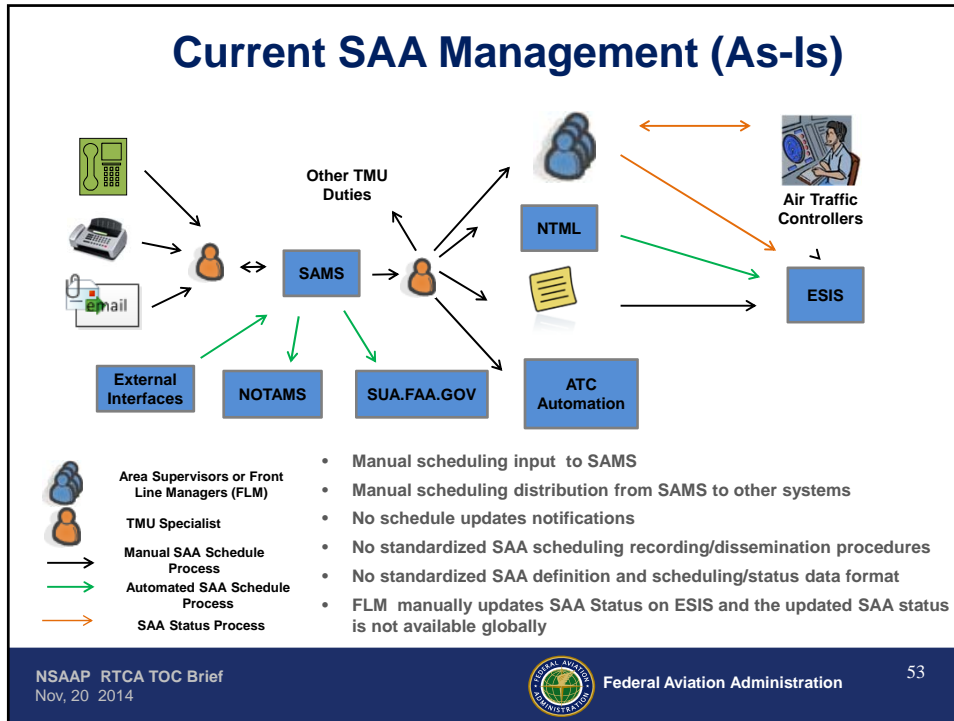 Current SAA Management (As-Is)
Other TMU
Duties
Air Traffic
Controllers
NTML
SAMS
ESIS
email
External
Interfaces
NOTAMS
SUA.FAA.GOV
ATC
Automation
Area Supervisors or Front
Line Managers (FLM)
TMU Specialist
Manual SAA Schedule
Process
Automated SAA Schedule
Process
SAA Status Process
• Manual scheduling input to SAMS
• Manual scheduling distribution from SAMS to other systems
• No schedule updates notifications
• No standardized SAA scheduling recording/dissemination procedures
• No standardized SAA definition and scheduling/status data format
• FLM manually updates SAA Status on ESIS and the updated SAA status
is not available globally
NSAAP RTCA TOC Brief
Nov, 20 2014
FEDERAL AVIATION
ADMINISTRATION
Federal Aviation Administration
53